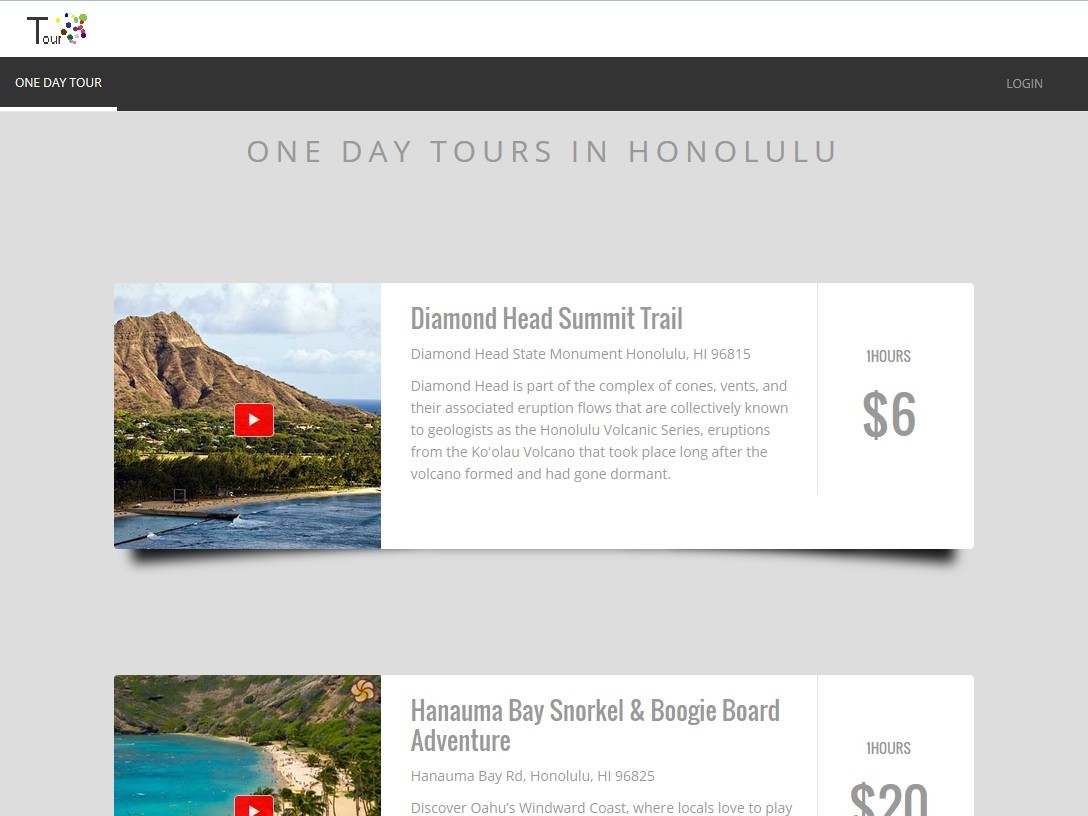 Tour
ONE DAY TOUR
LOGIN
ONE DAY TOURS IN HONOLULU
Diamond Head Summit Trail
Diamond Head State Monument Honolulu, HI 96815
Diamond Head is part of the complex of cones, vents, and
their associated eruption flows that are collectively known
to geologists as the Honolulu Volcanic Series, eruptions
from the Ko'olau Volcano that took place long after the
volcano formed and had gone dormant.
1HOURS
$6
Hanauma Bay Snorkel & Boogie Board
Adventure
Hanauma Bay Rd, Honolulu, HI 96825
Discover Oahu's Windward Coast, where locals love to play
1HOURS
$20